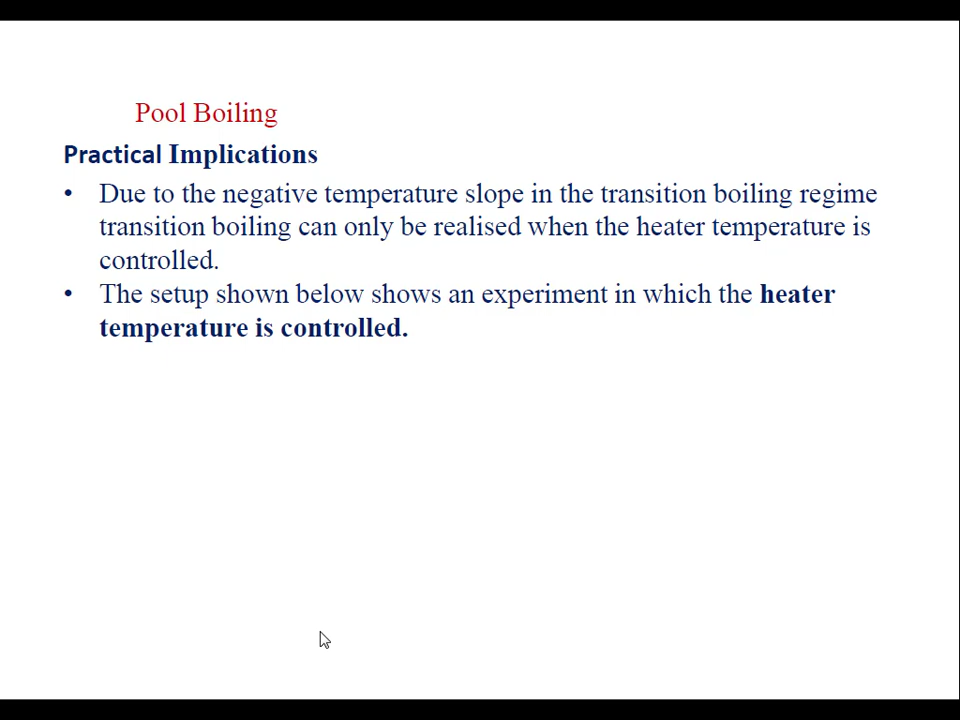 Pool Boiling
Practical Implications
• Due to the negative temperature slope in the transition boiling regime
transition boiling can only be realised when the heater temperature is
controlled.
• The setup shown below shows an experiment in which the heater
temperature is controlled.